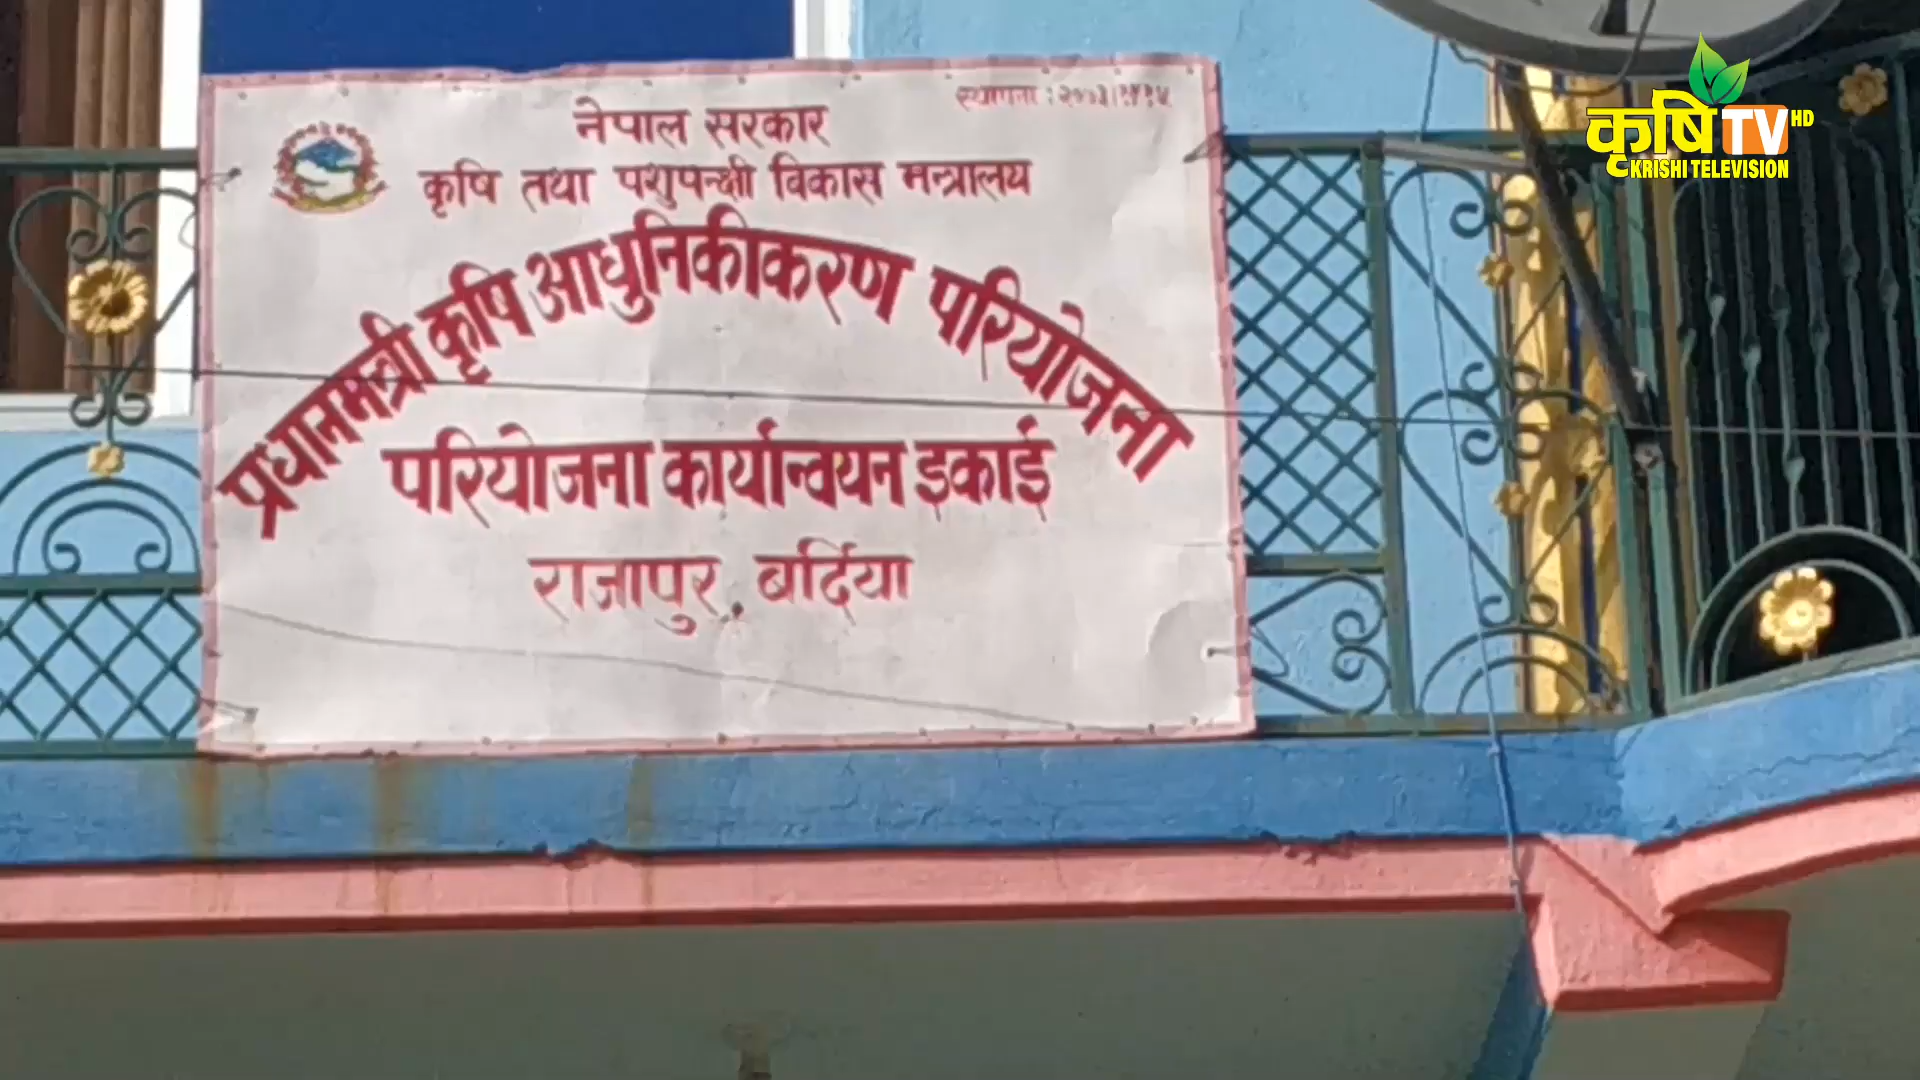 स्थापना :
नेपाल सरकार
कृषि तथा पशुपन्क्षी विकास मन्त्रालय
प्रधानमन्त्री कृषि आधुनिकीकरण परियोजना
परियोजना कार्यान्वयन इकाई
राजापुर, बर्दिया
कृषि TV HD
KRISHI TELEVISION